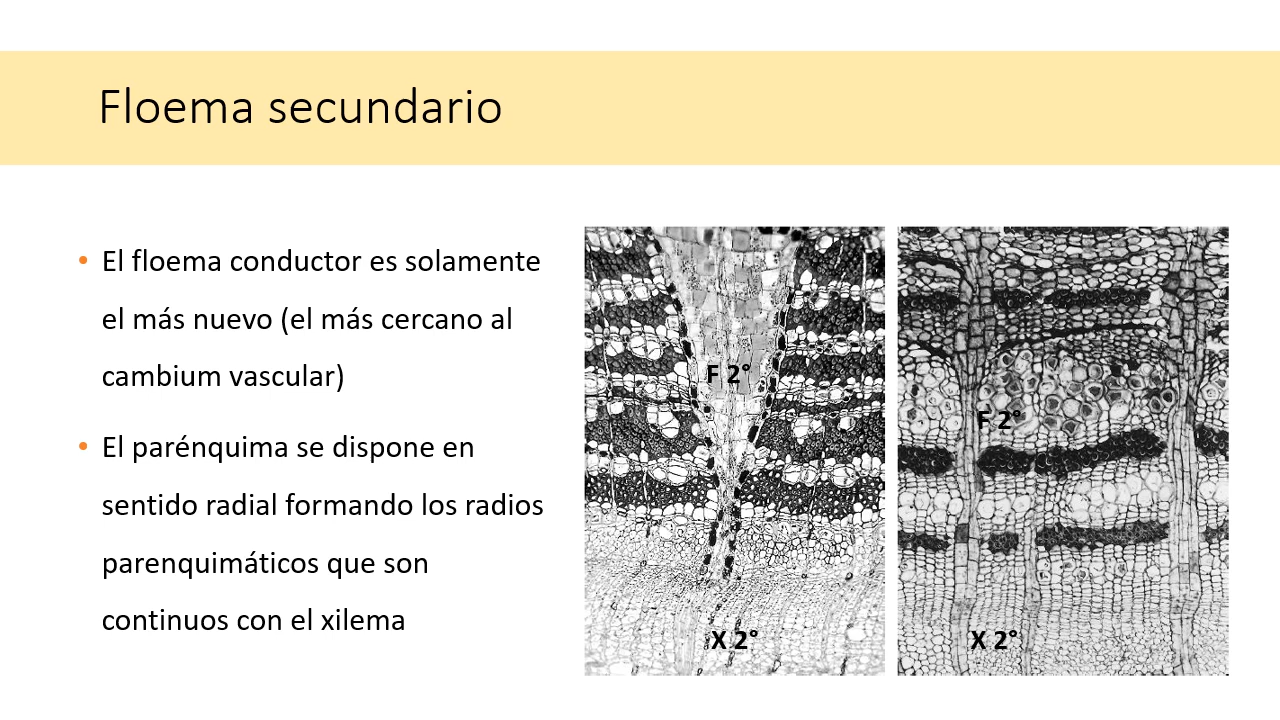 Floema secundario
• El floema conductor es solamente
el más nuevo (el más cercano al
cambium vascular)
• El parénquima se dispone en
sentido radial formando los radios
parenquimáticos que son
continuos con el xilema
F 2°
X 2°
F 2°
X 2°